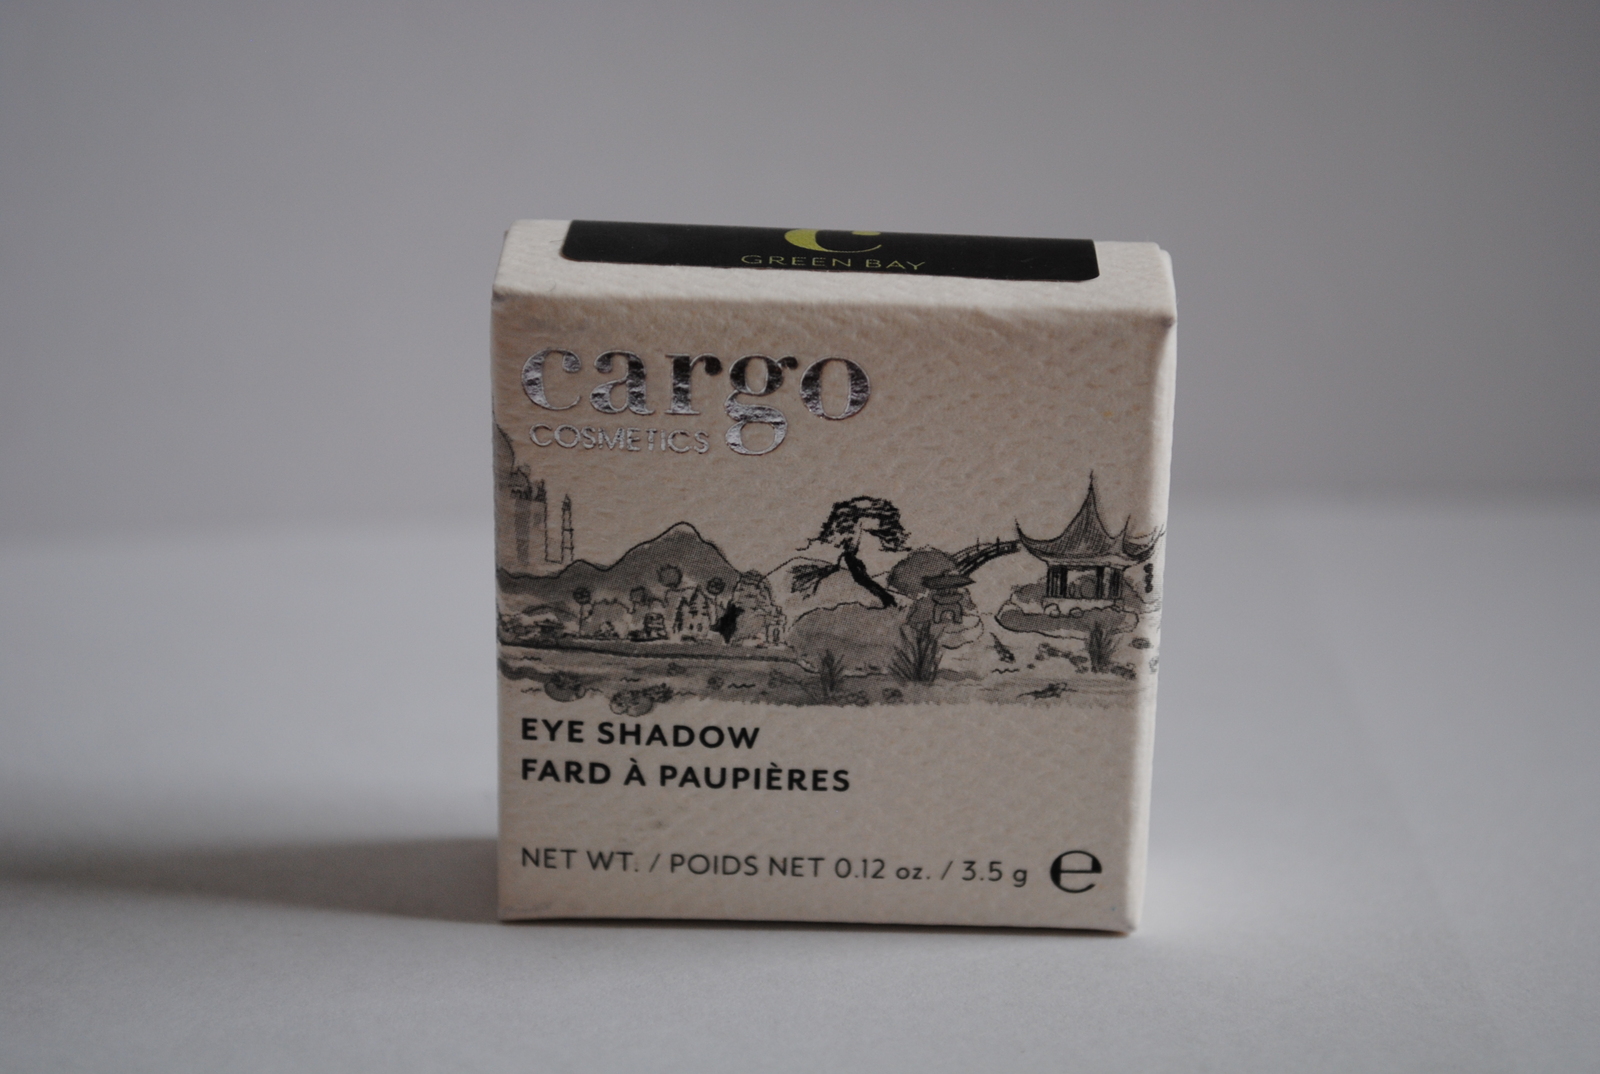 C
GREEN BAY
cargo
COSMETICS
EYE SHADOW
FARD À PAUPIÈRES
NET WT. / POIDS NET 0.12 oz. / 3.5 g ℮